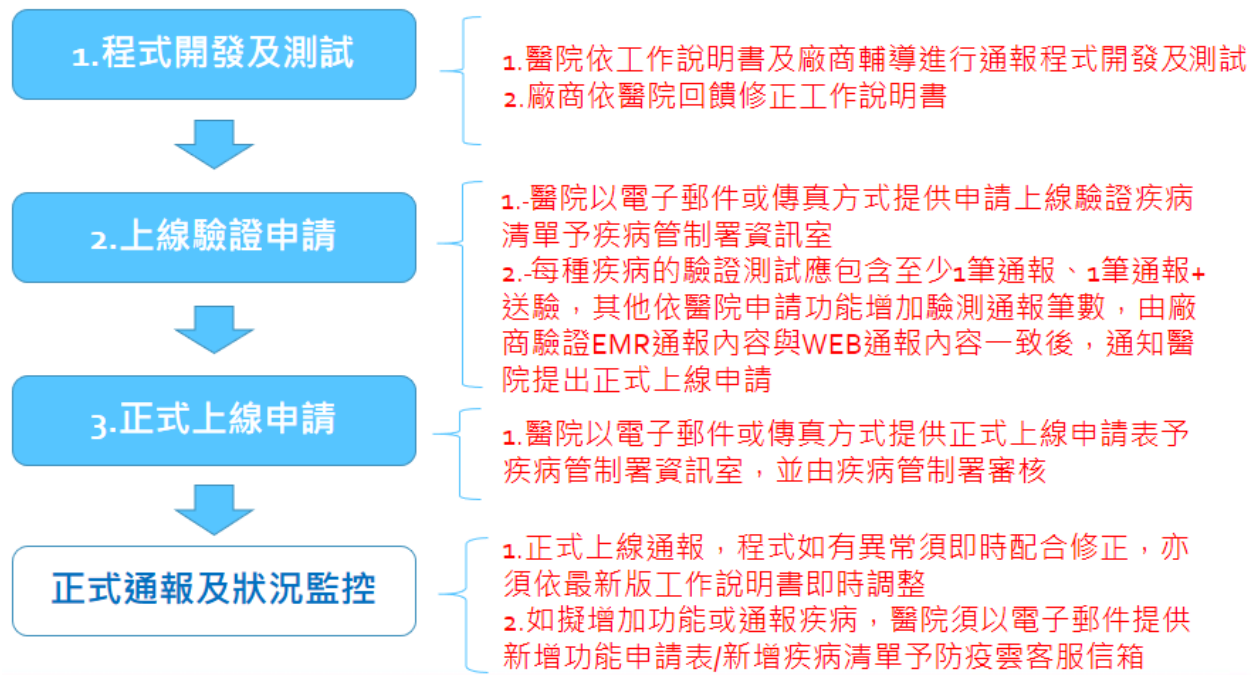 1.程式開發及測試
1.醫院依工作說明書及廠商輔導進行通報程式開發及測試
2.廠商依醫院回饋修正工作說明書
2.上線驗證申請
1.-醫院以電子郵件或傳真方式提供申請上線驗證疾病
清單予疾病管制署資訊室
2.-每種疾病的驗證測試應包含至少1筆通報、1筆通報+
送驗，其他依醫院申請功能增加驗測通報筆數，由廠
商驗證EMR通報內容與WEB通報內容一致後，通知醫
院提出正式上線申請
3.正式上線申請
1.醫院以電子郵件或傳真方式提供正式上線申請表予
疾病管制署資訊室，並由疾病管制署審核
正式通報及狀況監控
1.正式上線通報，程式如有異常須即時配合修正，亦
須依最新版工作說明書即時調整
2.如擬增加功能或通報疾病，醫院須以電子郵件提供
新增功能申請表/新增疾病清單予防疫雲客服信箱